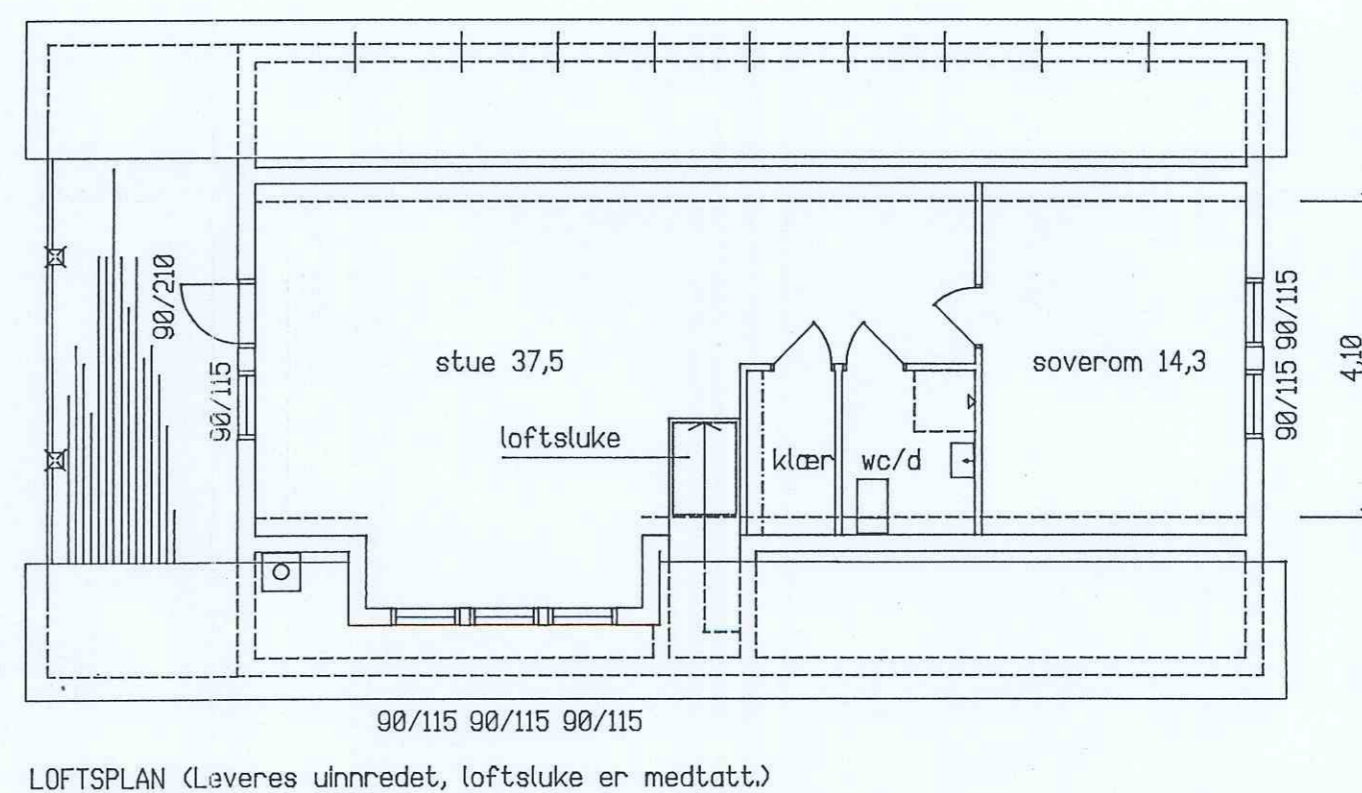 90/210
90/115
stue 37,5
loftsluke
klær
wc/d
soverom 14,3
90/115 90/115
4,10
90/115 90/115 90/115
LOFTSPLAN (Leveres uinnredet, loftsluke er medtatt.)